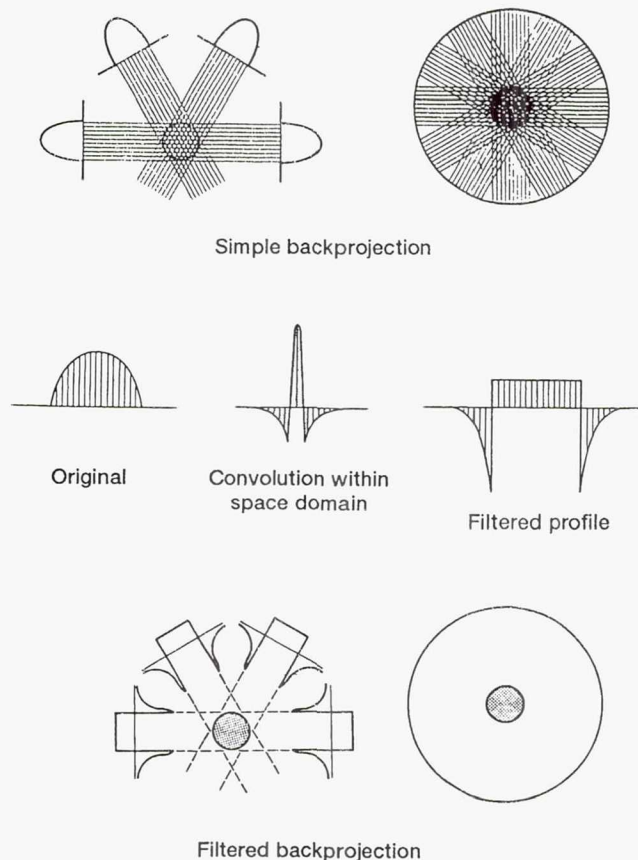 Simple backprojection
Original
Convolution within
space domain
Filtered profile
Filtered backprojection